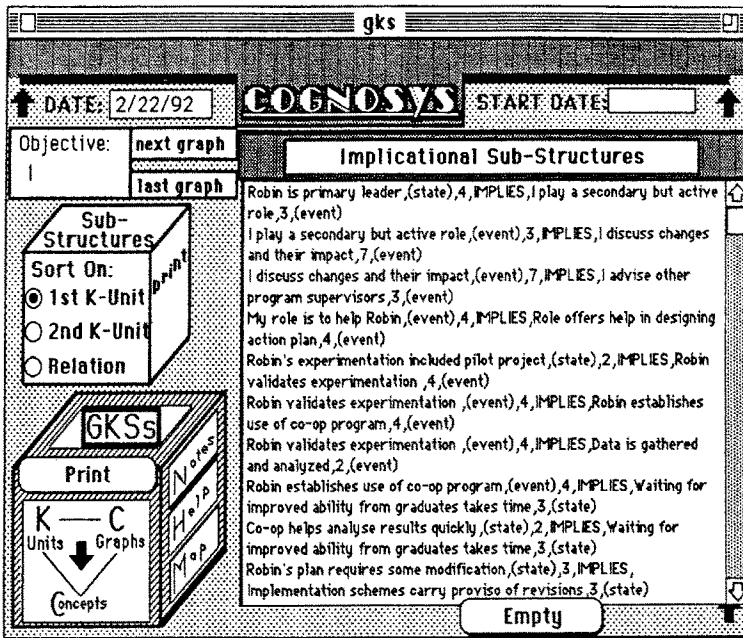 gks
DATE: 2/22/92
COGNOSYS
START DATE:
Objective:
1
next graph
last graph
Implicational Sub-Structures
Sub-
Structures
Sort On:
1st K-Unit
2nd K-Unit
Relation
print
Robin is primary leader,(state),4,IMPLIES,I play a secondary but active
role,3,(event)
I play a secondary but active role,(event),3,IMPLIES,I discuss changes
and their impact,7,(event)
I discuss changes and their impact,(event),7,IMPLIES,I advise other
program supervisors,3,(event)
My role is to help Robin,(event),4,IMPLIES,Role offers help in designing
action plan,4,(event)
Robin's experimentation included pilot project,(state),2,IMPLIES,Robin
validates experimentation ,4,(event)
Robin validates experimentation ,(event),4,IMPLIES,Robin establishes
use of co-op program,4,(event)
Robin validates experimentation ,(event),4,IMPLIES,Data is gathered
and analyzed,2,(event)
Robin establishes use of co-op program,(event),4,IMPLIES,Waiting for
improved ability from graduates takes time,3,(state)
Co-op helps analyse results quickly,(state),2,IMPLIES,Waiting for
improved ability from graduates takes time,3,(state)
Robin's plan requires some modification,(state),3,IMPLIES,
Implementation schemes carry proviso of revisions,3,(state)
GKSs
Print
K C
Units Graphs
Concepts
Notes
Help
Map
Empty